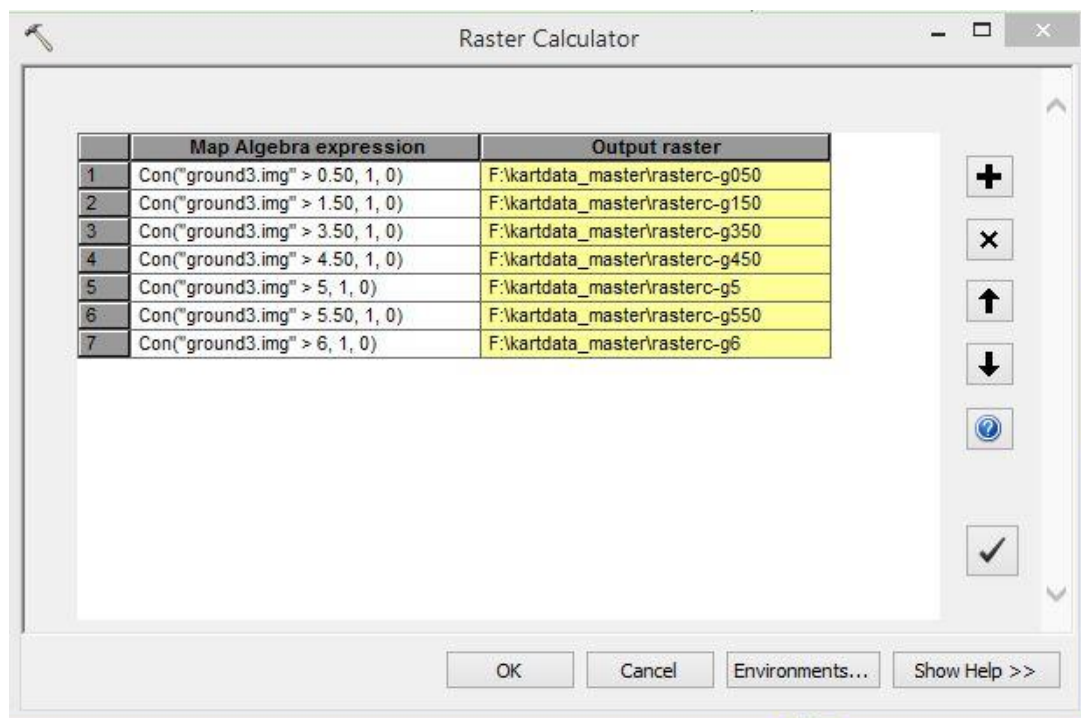 Raster Calculator
Map Algebra expression Output raster
1 Con("ground3.img" > 0.50, 1, 0) F:\kartdata_master\rasterc-g050
2 Con("ground3.img" > 1.50, 1, 0) F:\kartdata_master\rasterc-g150
3 Con("ground3.img" > 3.50, 1, 0) F:\kartdata_master\rasterc-g350
4 Con("ground3.img" > 4.50, 1, 0) F:\kartdata_master\rasterc-g450
5 Con("ground3.img" > 5, 1, 0) F:\kartdata_master\rasterc-g5
6 Con("ground3.img" > 5.50, 1, 0) F:\kartdata_master\rasterc-g550
7 Con("ground3.img" > 6, 1, 0) F:\kartdata_master\rasterc-g6
OK Cancel Environments... Show Help >>